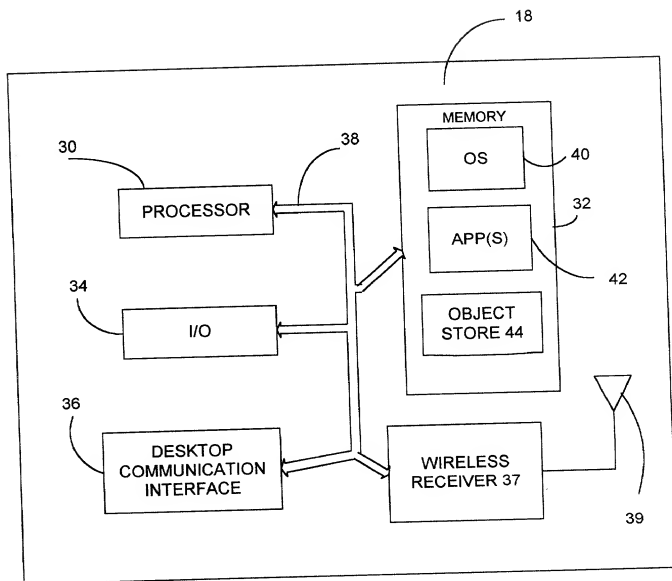 18
MEMORY
OS
40
30
38
PROCESSOR
32
APP(S)
42
34
I/O
OBJECT
STORE 44
36
DESKTOP
COMMUNICATION
INTERFACE
WIRELESS
RECEIVER 37
39